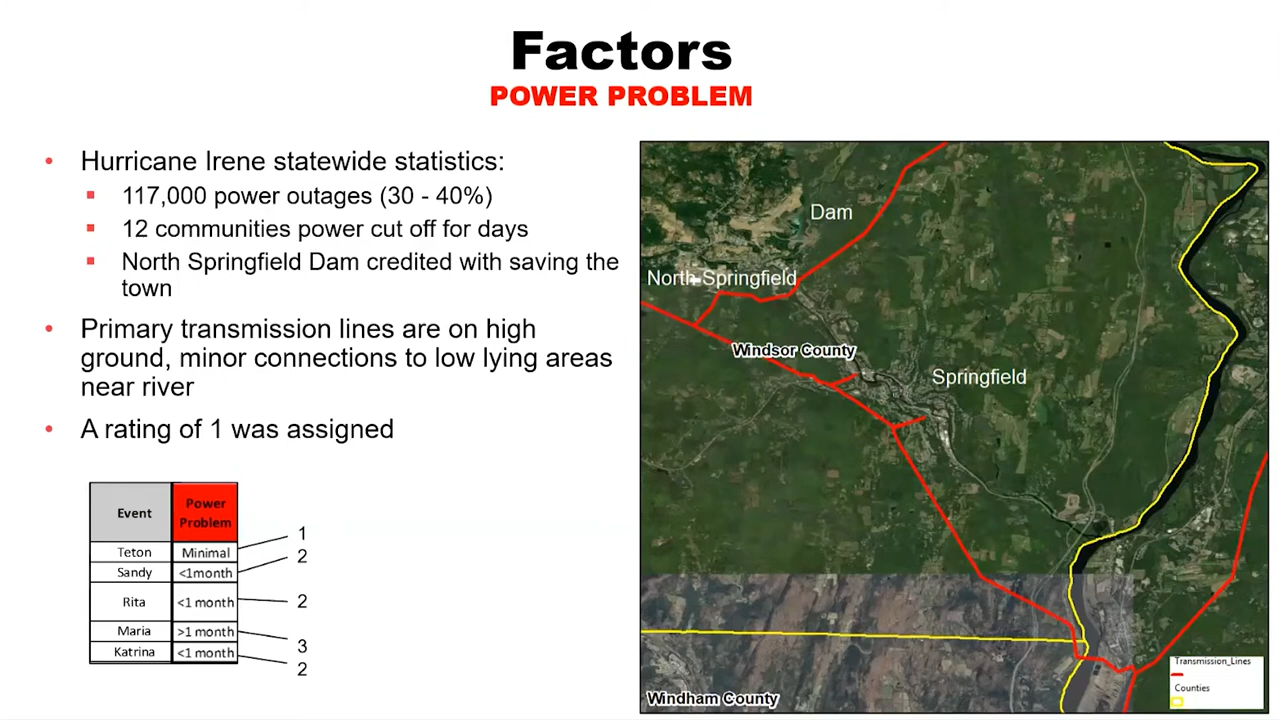 Factors
POWER PROBLEM
• Hurricane Irene statewide statistics:
▪ 117,000 power outages (30 - 40%)
▪ 12 communities power cut off for days
▪ North Springfield Dam credited with saving the
town
• Primary transmission lines are on high
ground, minor connections to low lying areas
near river
• A rating of 1 was assigned
Event Power Problem
Teton Minimal 1
Sandy <1month 2
Rita <1 month 2
Maria >1 month 3
Katrina <1 month 2
Dam
North Springfield
Windsor County
Springfield
Windham County
Transmission_Lines
Counties